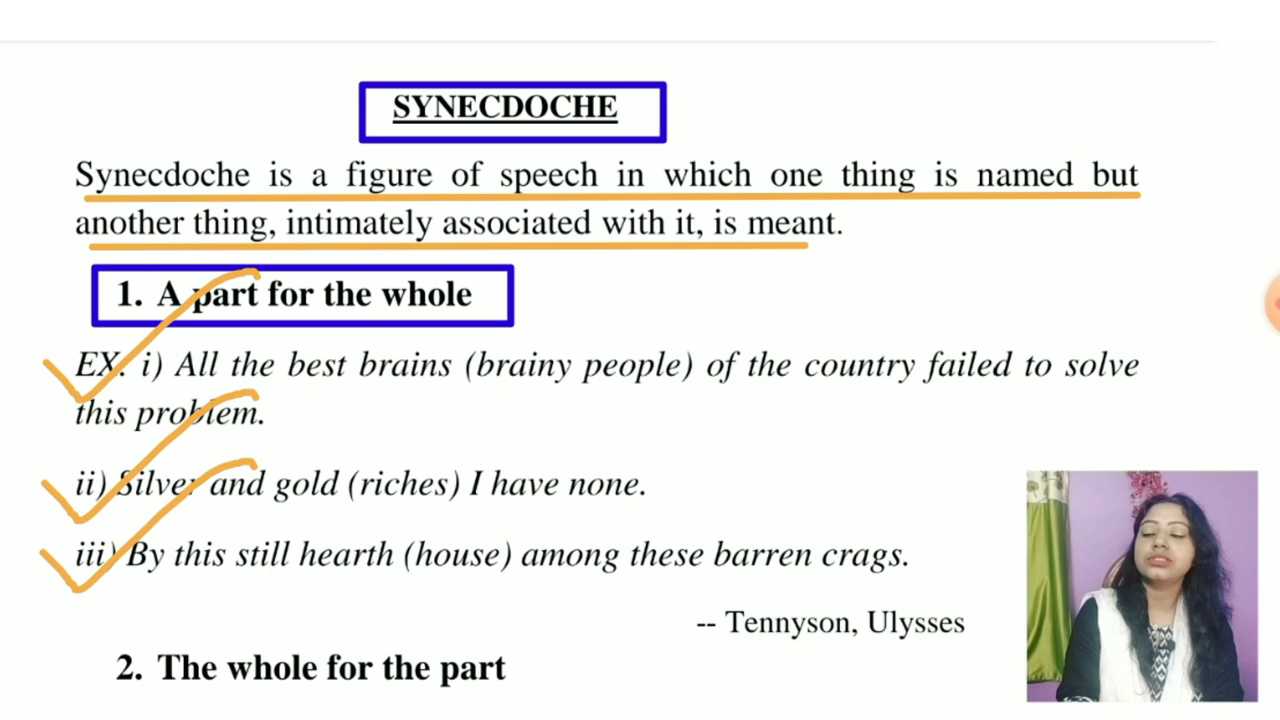 SYNECDOCHE
Synecdoche is a figure of speech in which one thing is named but
another thing, intimately associated with it, is meant.
1. A part for the whole
EX. i) All the best brains (brainy people) of the country failed to solve
this problem.
ii) Silver and gold (riches) I have none.
iii) By this still hearth (house) among these barren crags.
-- Tennyson, Ulysses
2. The whole for the part